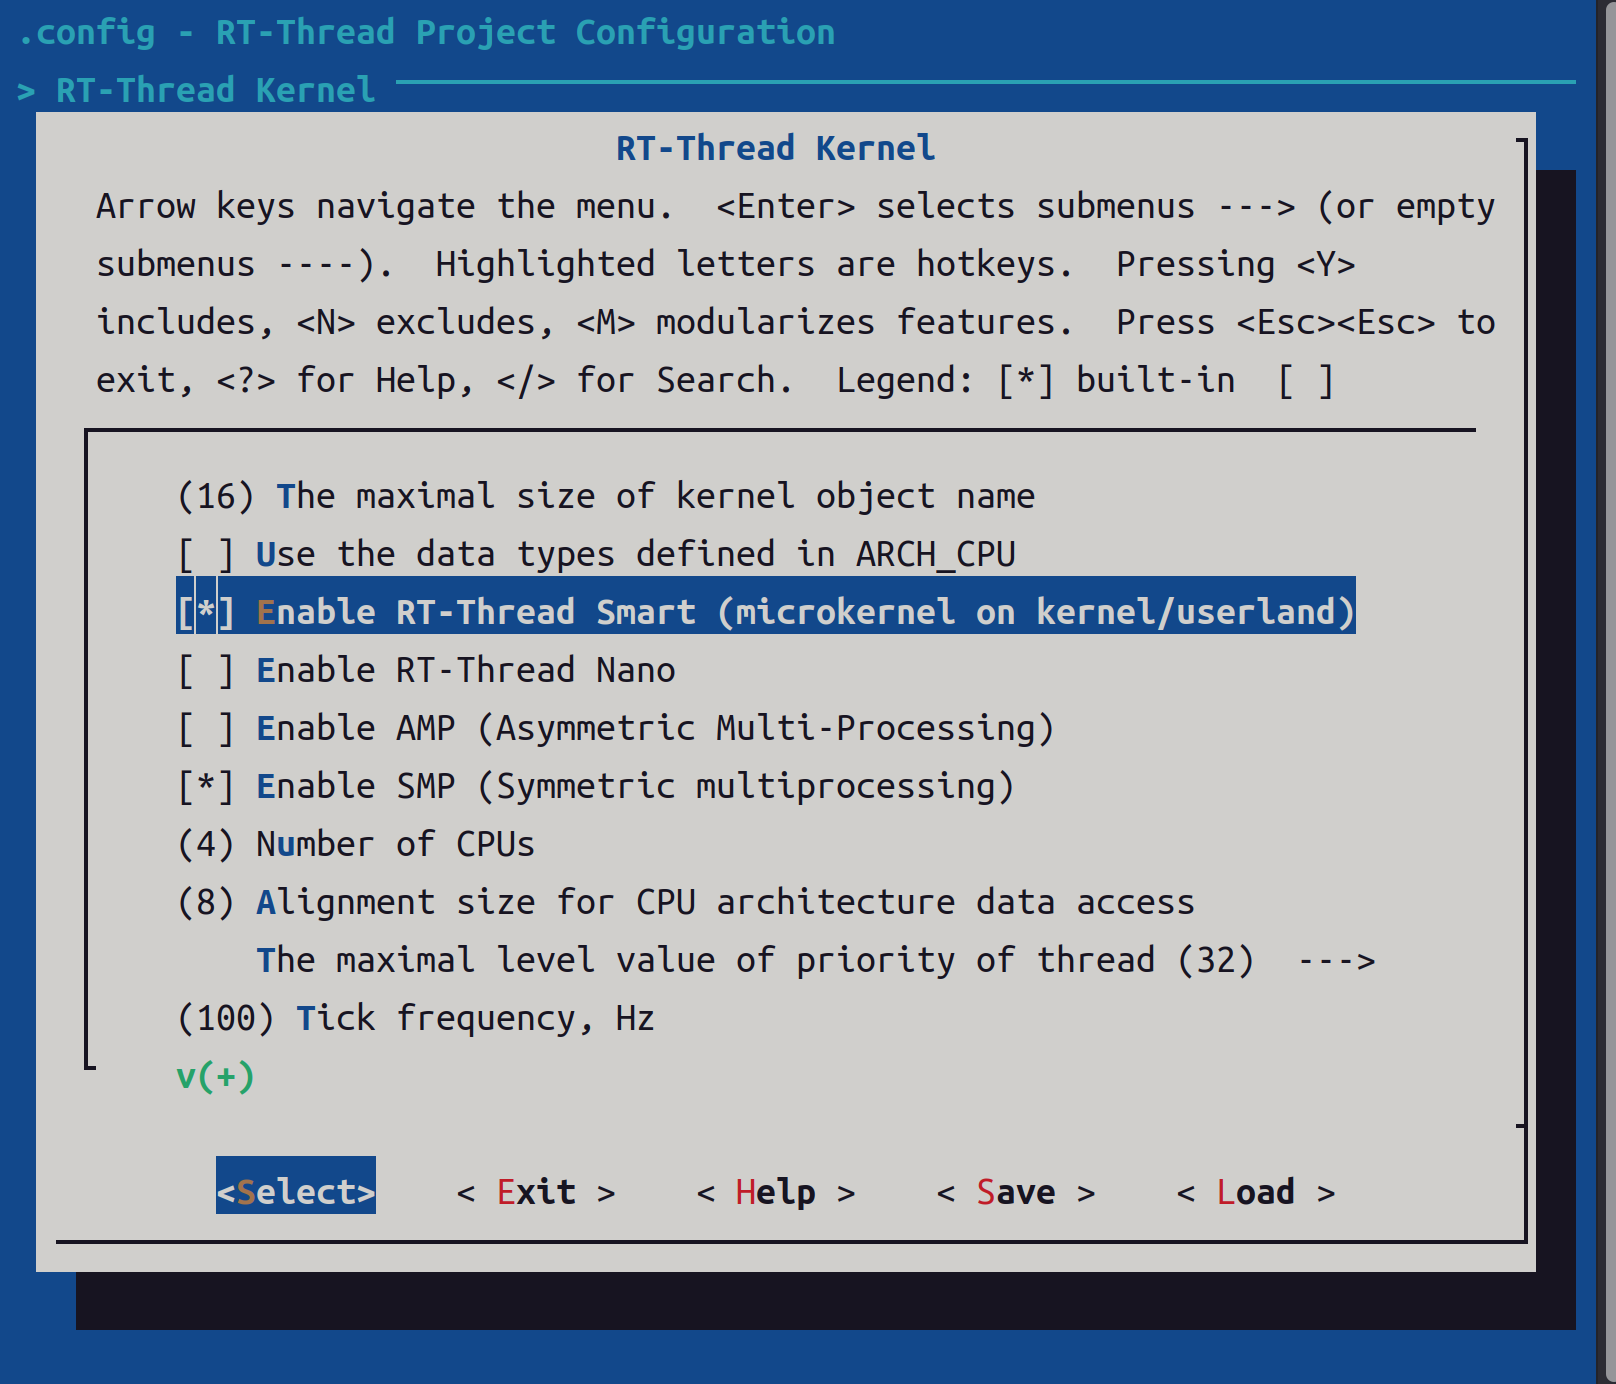 .config - RT-Thread Project Configuration
> RT-Thread Kernel
RT-Thread Kernel
Arrow keys navigate the menu.  <Enter> selects submenus ---> (or empty
submenus ----).  Highlighted letters are hotkeys.  Pressing <Y>
includes, <N> excludes, <M> modularizes features.  Press <Esc><Esc> to
exit, <?> for Help, </> for Search.  Legend: [*] built-in  [ ]
(16) The maximal size of kernel object name
[ ] Use the data types defined in ARCH_CPU
[*] Enable RT-Thread Smart (microkernel on kernel/userland)
[ ] Enable RT-Thread Nano
[ ] Enable AMP (Asymmetric Multi-Processing)
[*] Enable SMP (Symmetric multiprocessing)
(4) Number of CPUs
(8) Alignment size for CPU architecture data access
The maximal level value of priority of thread (32)  --->
(100) Tick frequency, Hz
v(+)
<Select>    < Exit >    < Help >    < Save >    < Load >